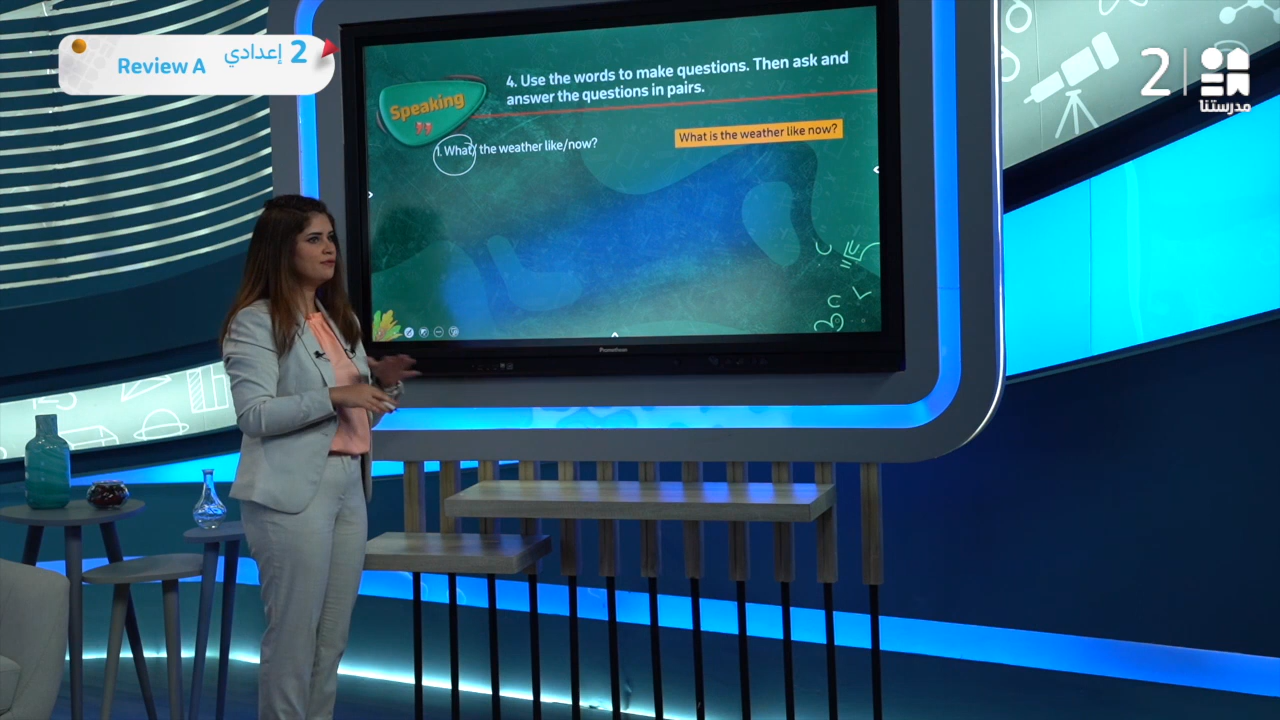 2 إعدادي
Review A
2
مدرستنا
Speaking
4. Use the words to make questions. Then ask and
answer the questions in pairs.
1. What/ the weather like/now?
What is the weather like now?
Promethean